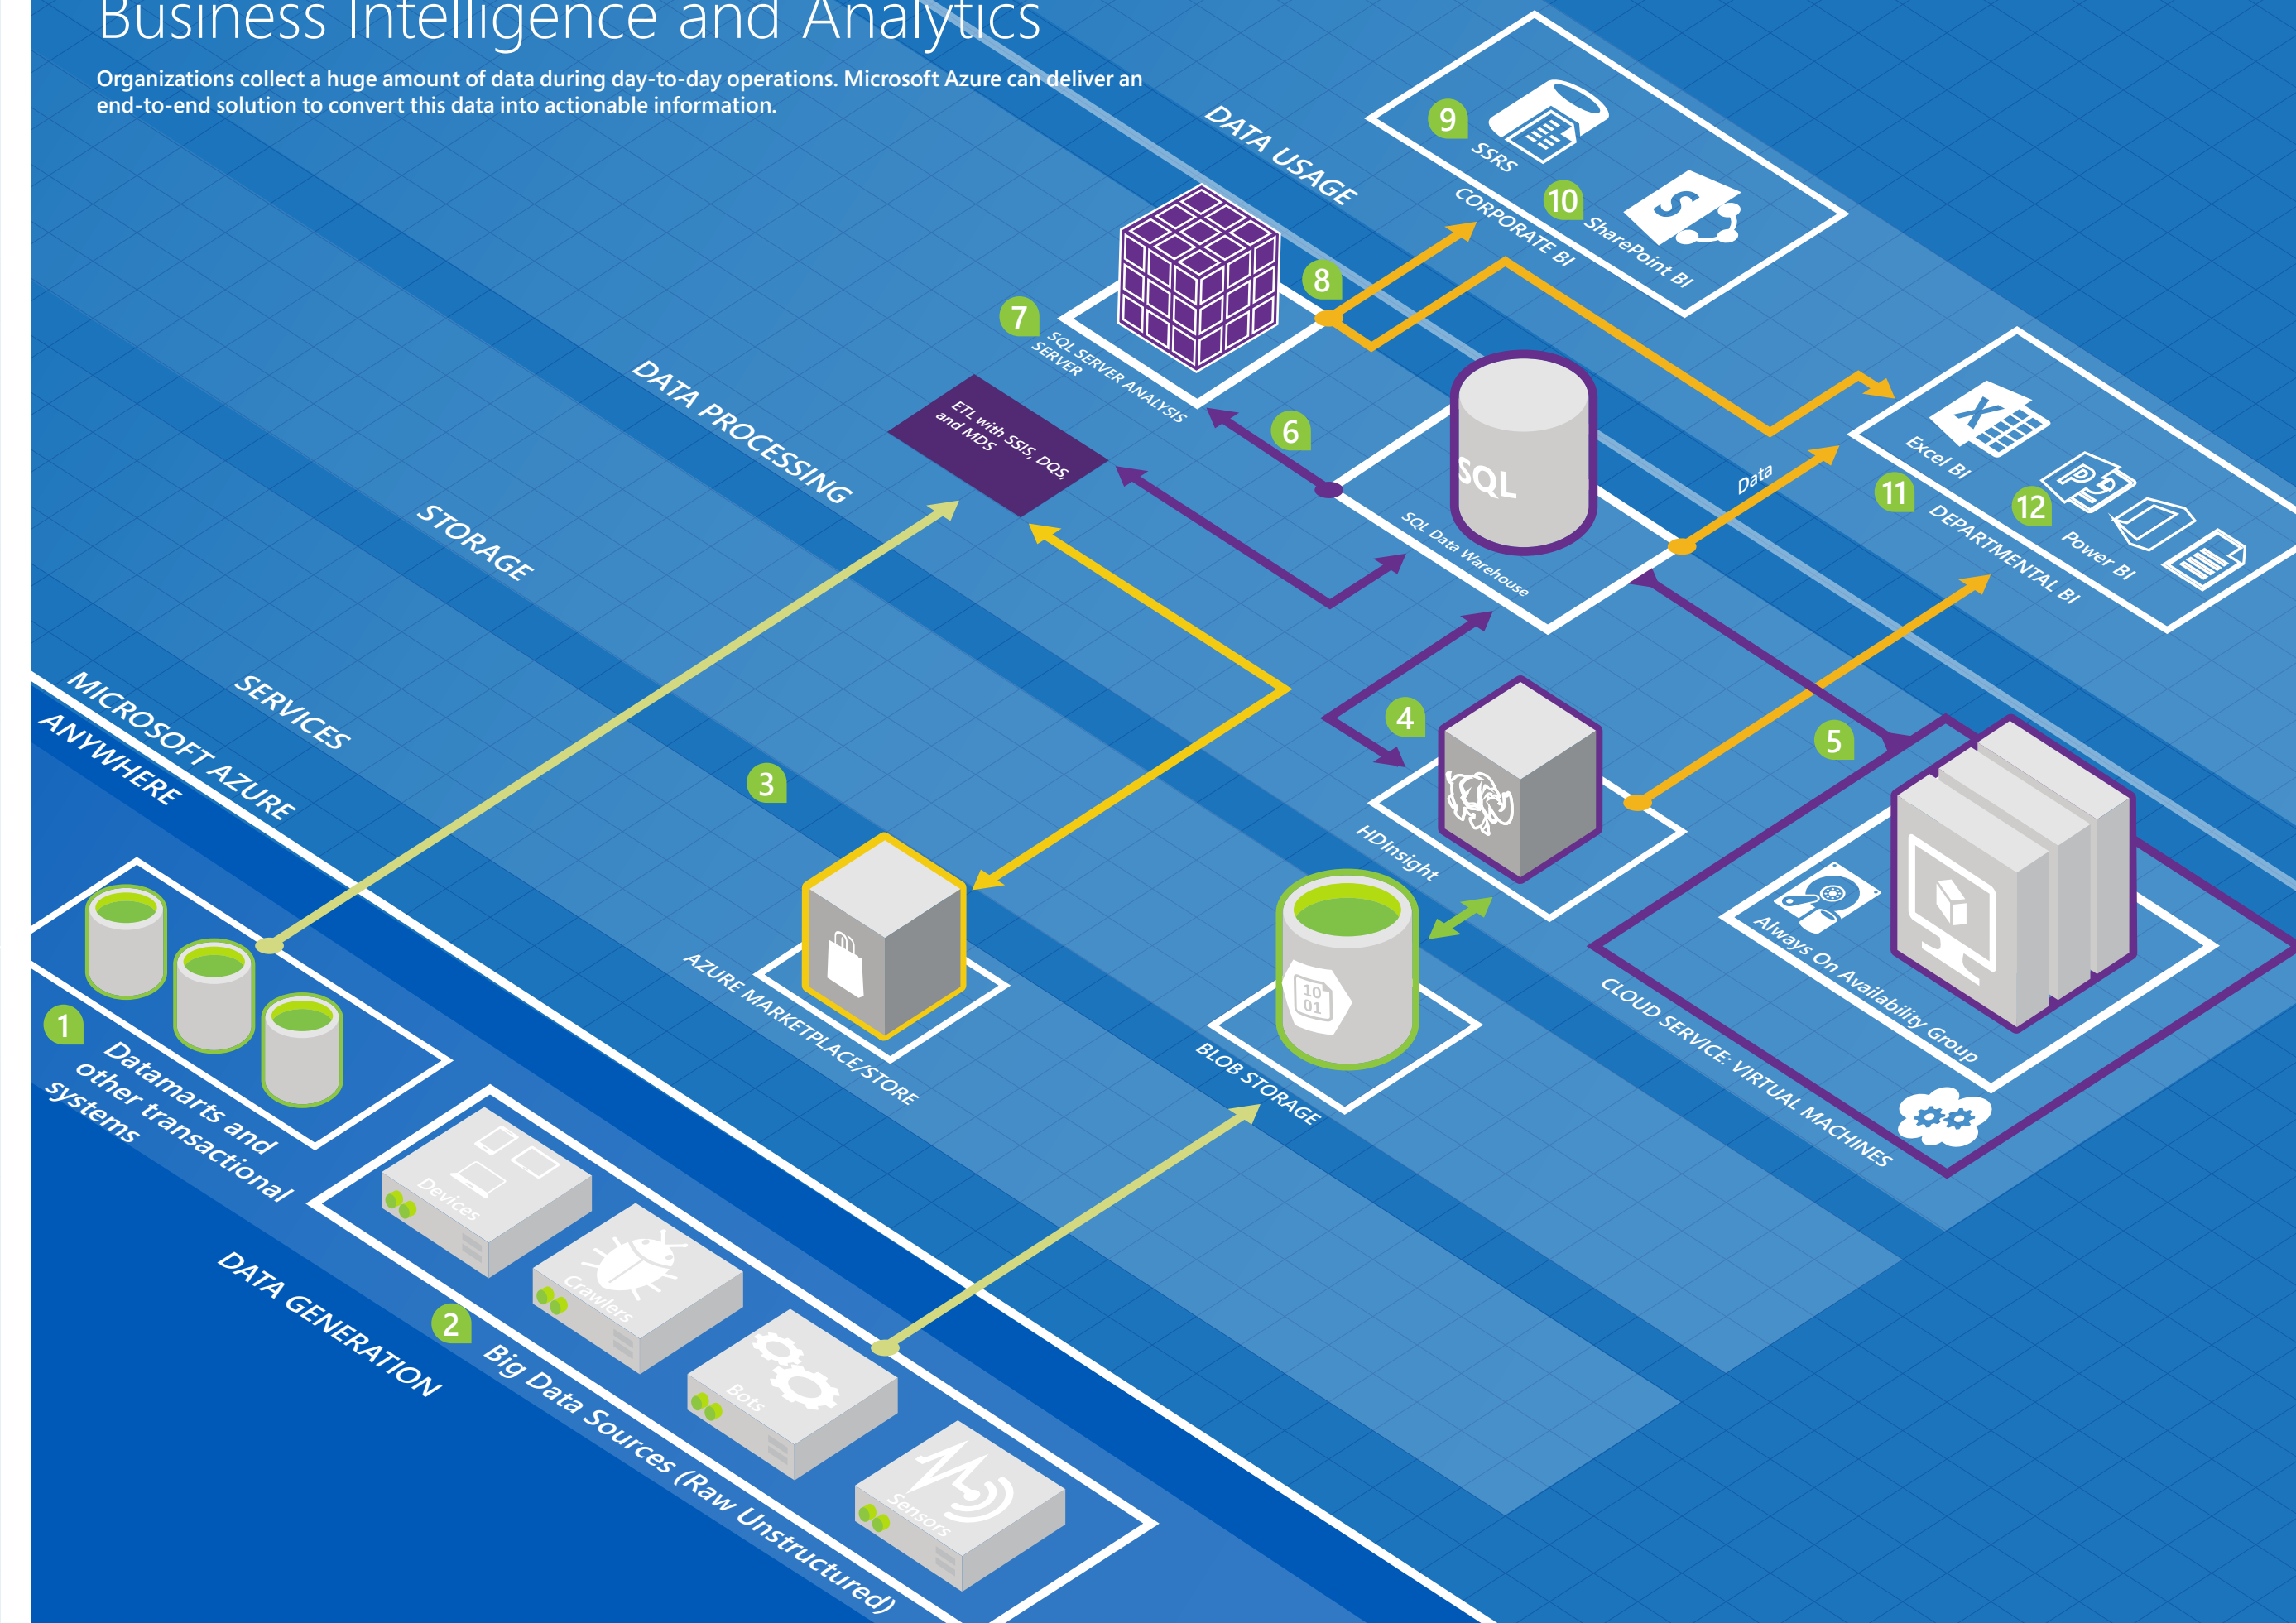 Business Intelligence and Analytics
Organizations collect a huge amount of data during day-to-day operations. Microsoft Azure can deliver an
end-to-end solution to convert this data into actionable information.
DATA USAGE
9
SSRS
10
SharePoint BI
CORPORATE BI
8
7
SQL SERVER ANALYSIS
SERVER
DATA PROCESSING
ETL with SSIS, DQS,
and MDS
6
SQL
SQL Data Warehouse
Data
Excel BI
11
12
Power BI
DEPARTMENTAL BI
STORAGE
SERVICES
MICROSOFT AZURE
ANYWHERE
3
AZURE MARKETPLACE/STORE
4
HDInsight
5
10
01
BLOB STORAGE
Always On Availability Group
CLOUD SERVICE: VIRTUAL MACHINES
1
Datamarts and
other transactional
systems
DATA GENERATION
2
Devices
Crawlers
Bots
Sensors
Big Data Sources (Raw Unstructured)